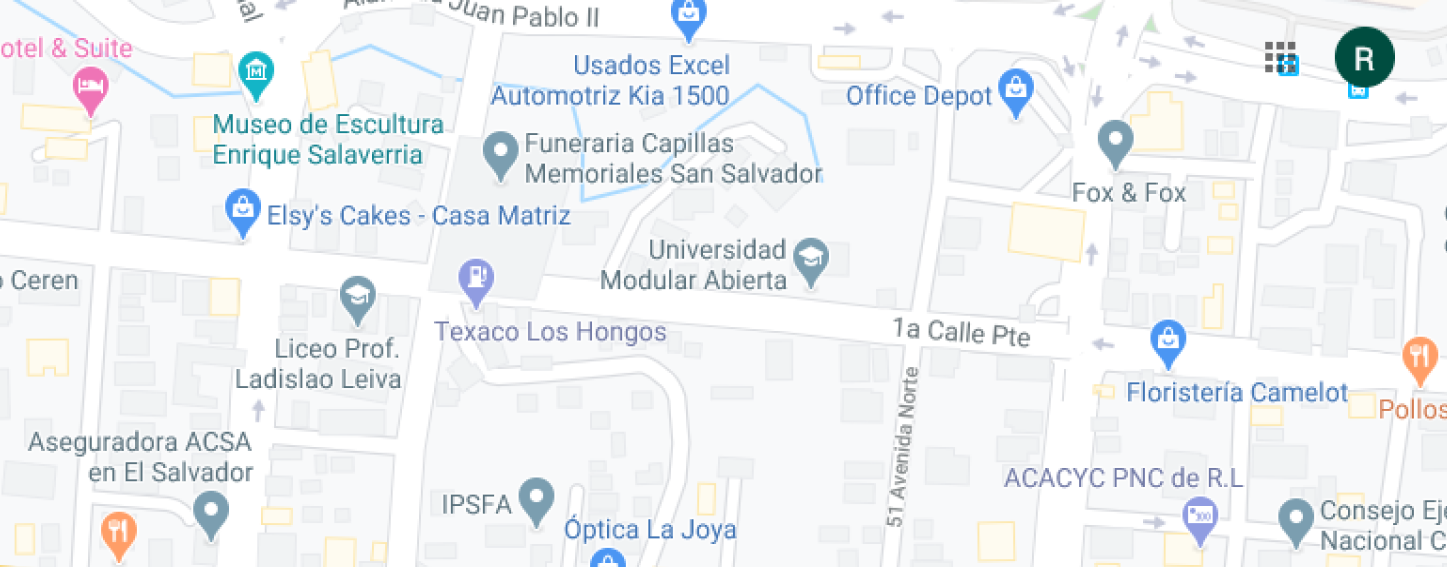 Juan Pablo II
otel & Suite
R
Usados Excel
Automotriz Kia 1500
Office Depot
Museo de Escultura
Enrique Salaverria
Funeraria Capillas
Memoriales San Salvador
Fox & Fox
Elsy's Cakes - Casa Matriz
Universidad
Modular Abierta
Ceren
Texaco Los Hongos
1a Calle Pte
Liceo Prof.
Ladislao Leiva
Floristería Camelot
Pollos
51 Avenida Norte
Aseguradora ACSA
en El Salvador
ACACYC PNC de R.L
IPSFA
Óptica La Joya
Consejo Eje
Nacional C